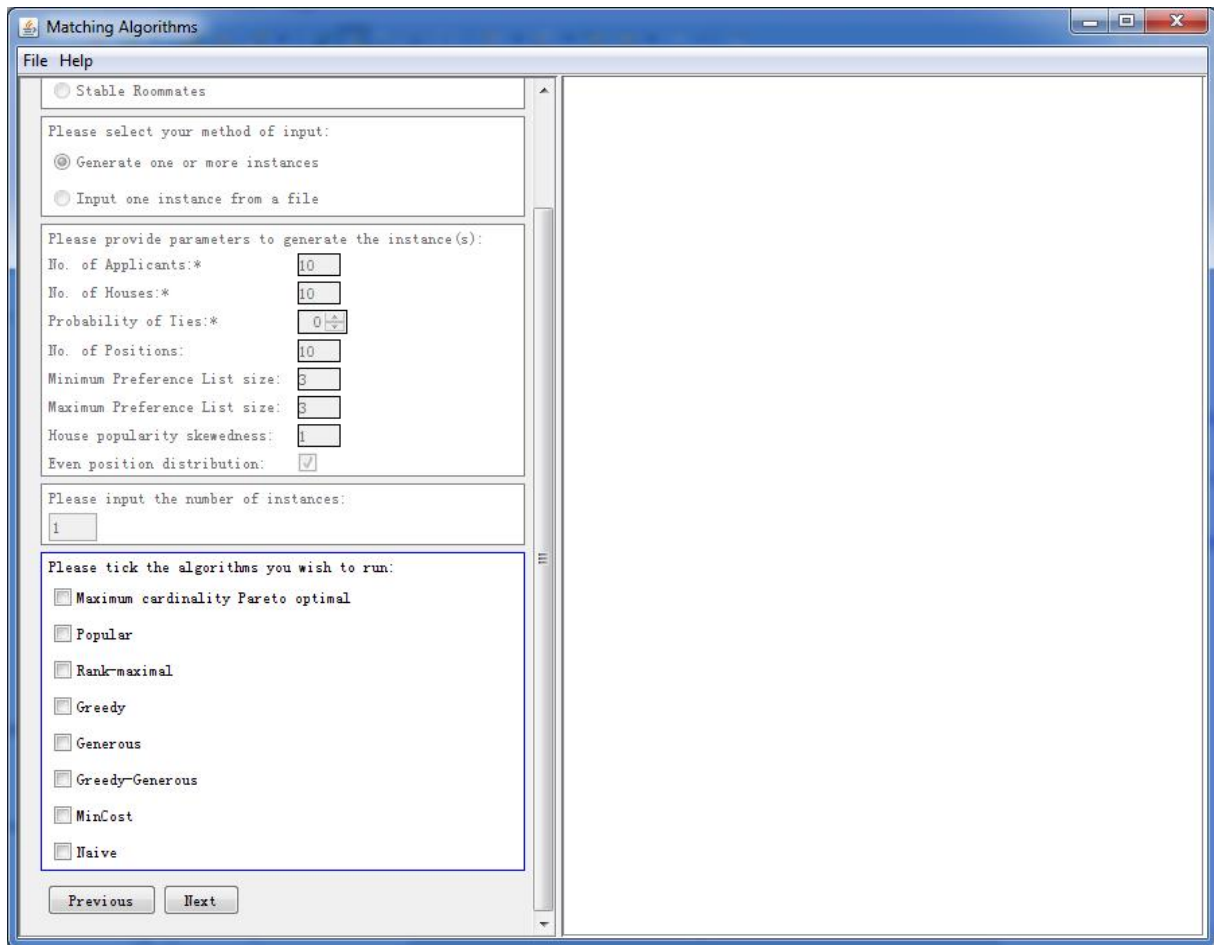 Matching Algorithms
File Help
Stable Roommates
Please select your method of input:
Generate one or more instances
Input one instance from a file
Please provide parameters to generate the instance(s):
No. of Applicants:* 10
No. of Houses:* 10
Probability of Ties:* 0
No. of Positions: 10
Minimum Preference List size: 3
Maximum Preference List size: 3
House popularity skewedness: 1
Even position distribution:
Please input the number of instances:
1
Please tick the algorithms you wish to run:
Maximum cardinality Pareto optimal
Popular
Rank-maximal
Greedy
Generous
Greedy-Generous
MinCost
Naive
Previous Next